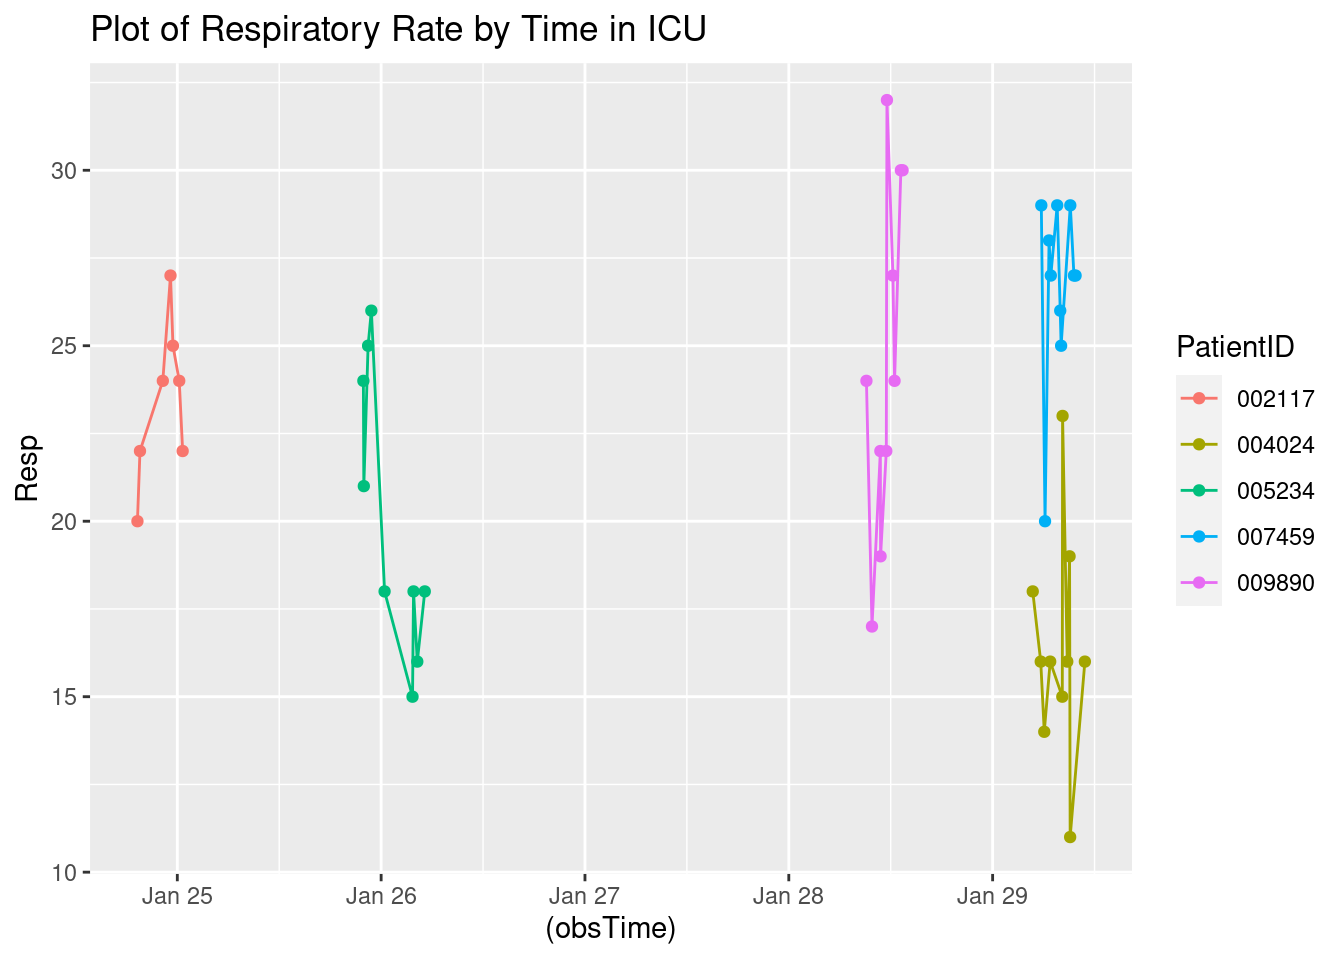 Plot of Respiratory Rate by Time in ICU
30
25
20
15
10
Resp
Jan 25 Jan 26 Jan 27 Jan 28 Jan 29
(obsTime)
PatientID
002117
004024
005234
007459
009890